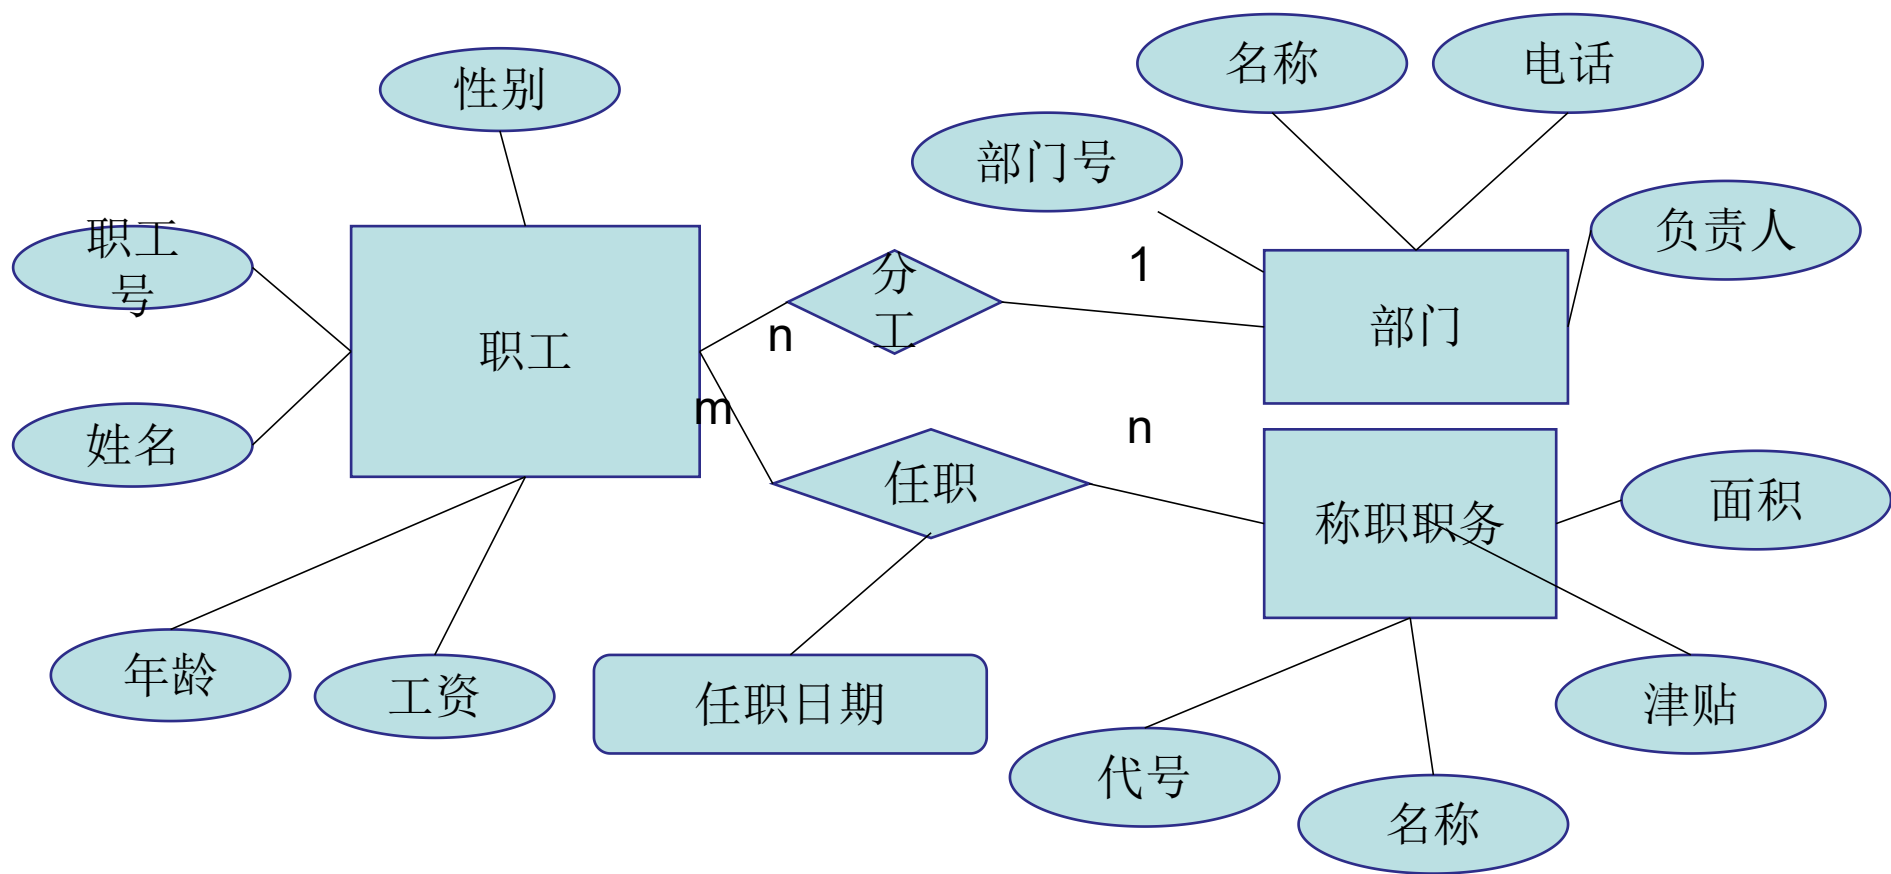 名称
电话
性别
部门号
负责人
职工
号
分
工
1
n
部门
职工
姓名
m
n
任职
称职职务
面积
年龄
工资
任职日期
津贴
代号
名称